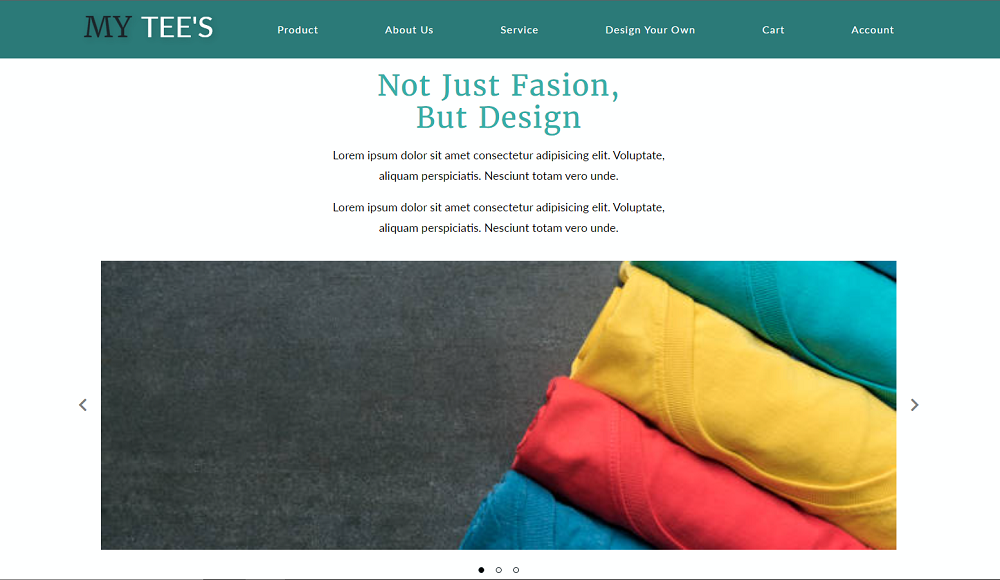 MY TEE'S
Product
About Us
Service
Design Your Own
Cart
Account
Not Just Fasion,
But Design
Lorem ipsum dolor sit amet consectetur adipisicing elit. Voluptate,
aliquam perspiciatis. Nesciunt totam vero unde.
Lorem ipsum dolor sit amet consectetur adipisicing elit. Voluptate,
aliquam perspiciatis. Nesciunt totam vero unde.